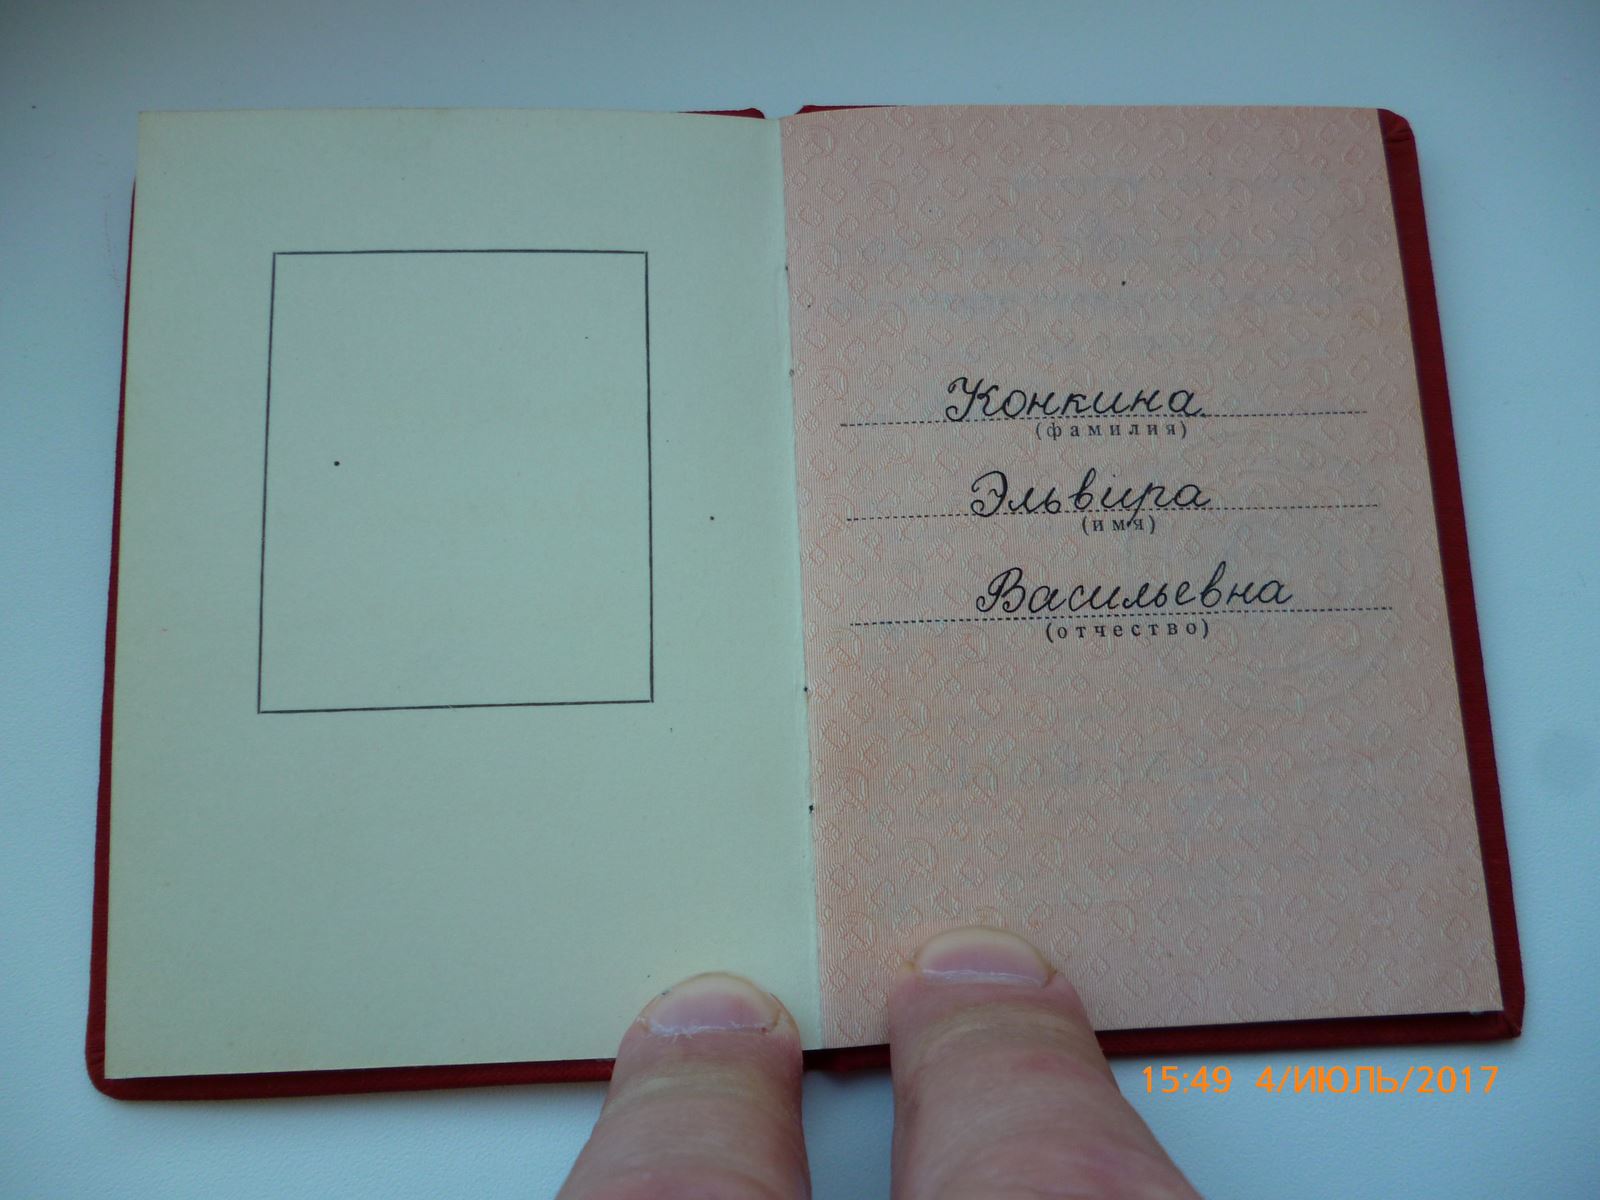 Конкина
(фамилия)
Эльвира
(имя)
Васильевна
(отчество)
15:49 4/ИЮЛЬ/2017